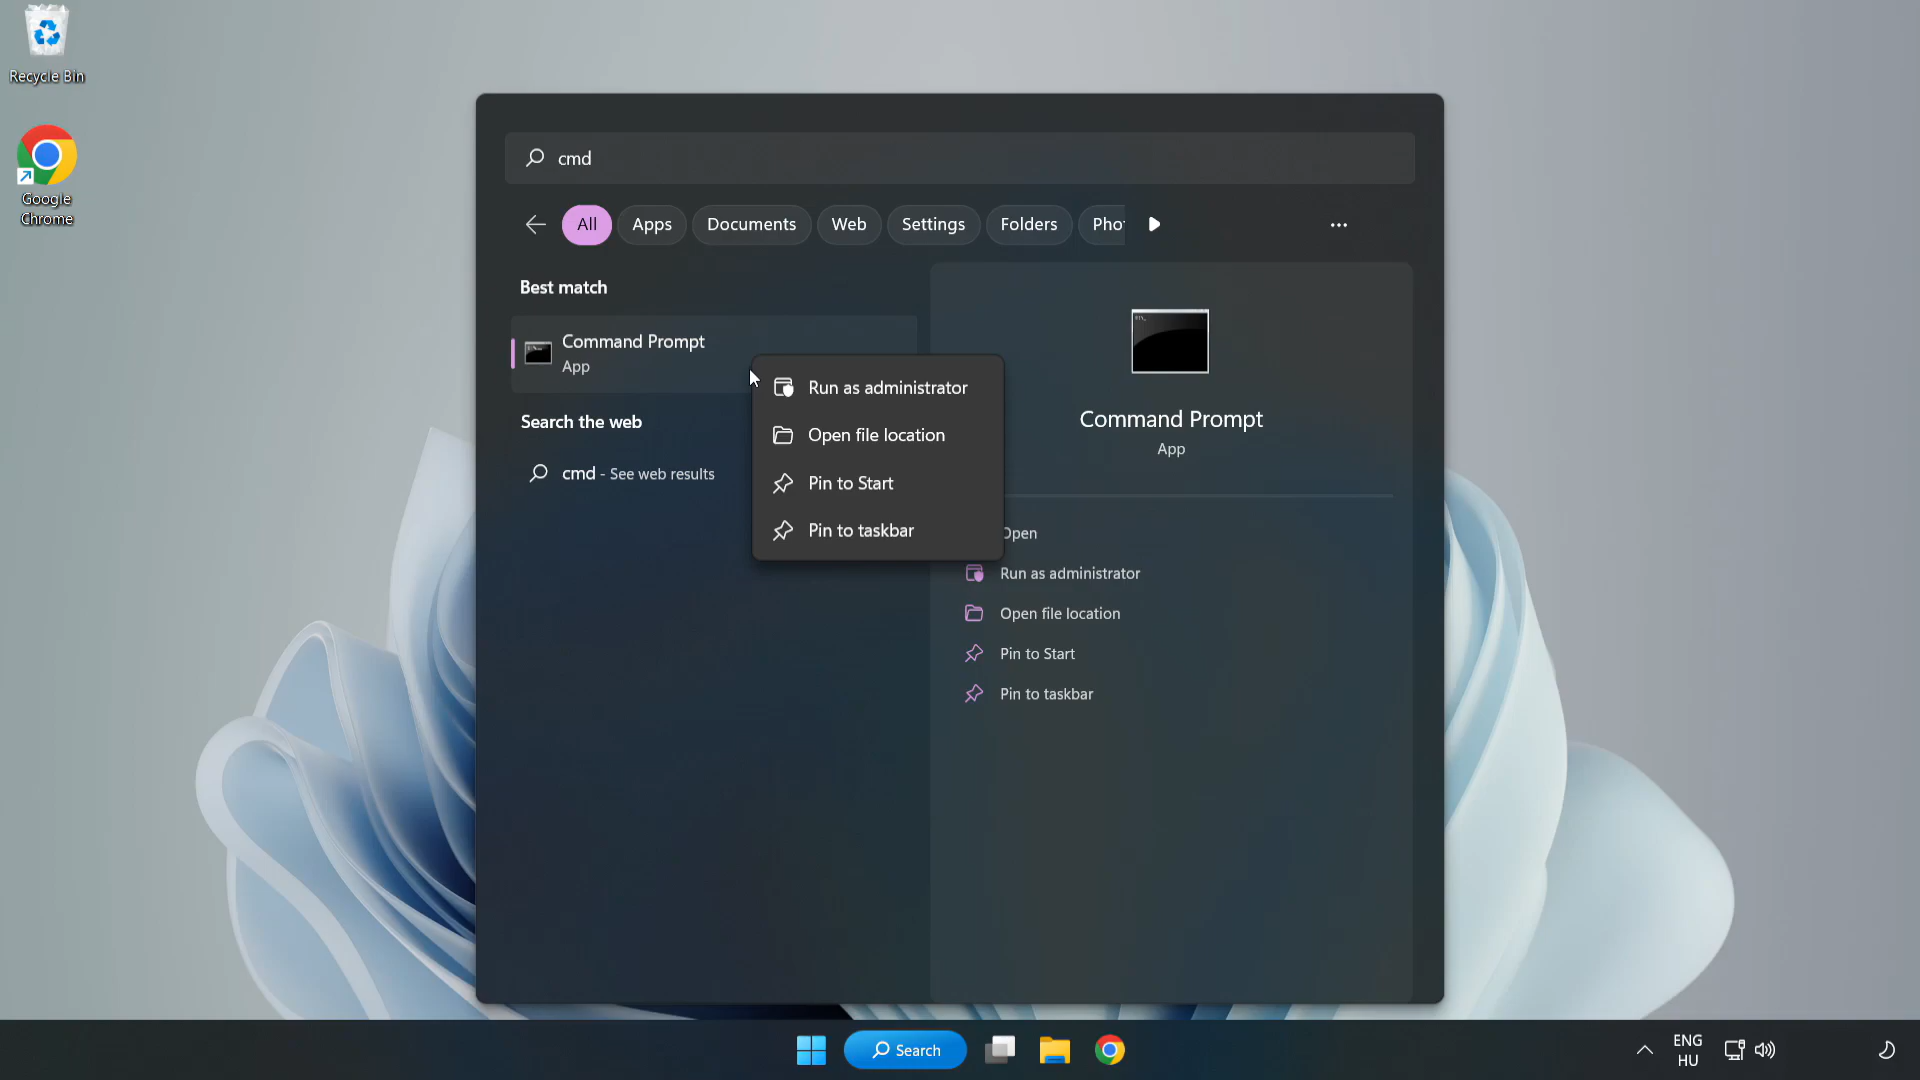 Recycle Bin
Google
Chrome
cmd
All
Apps
Documents
Web
Settings
Folders
Pho
Best match
Command Prompt
App
Search the web
cmd - See web results
Run as administrator
Open file location
Pin to Start
Pin to taskbar
Command Prompt
App
Open
Run as administrator
Open file location
Pin to Start
Pin to taskbar
Search
ENG
HU